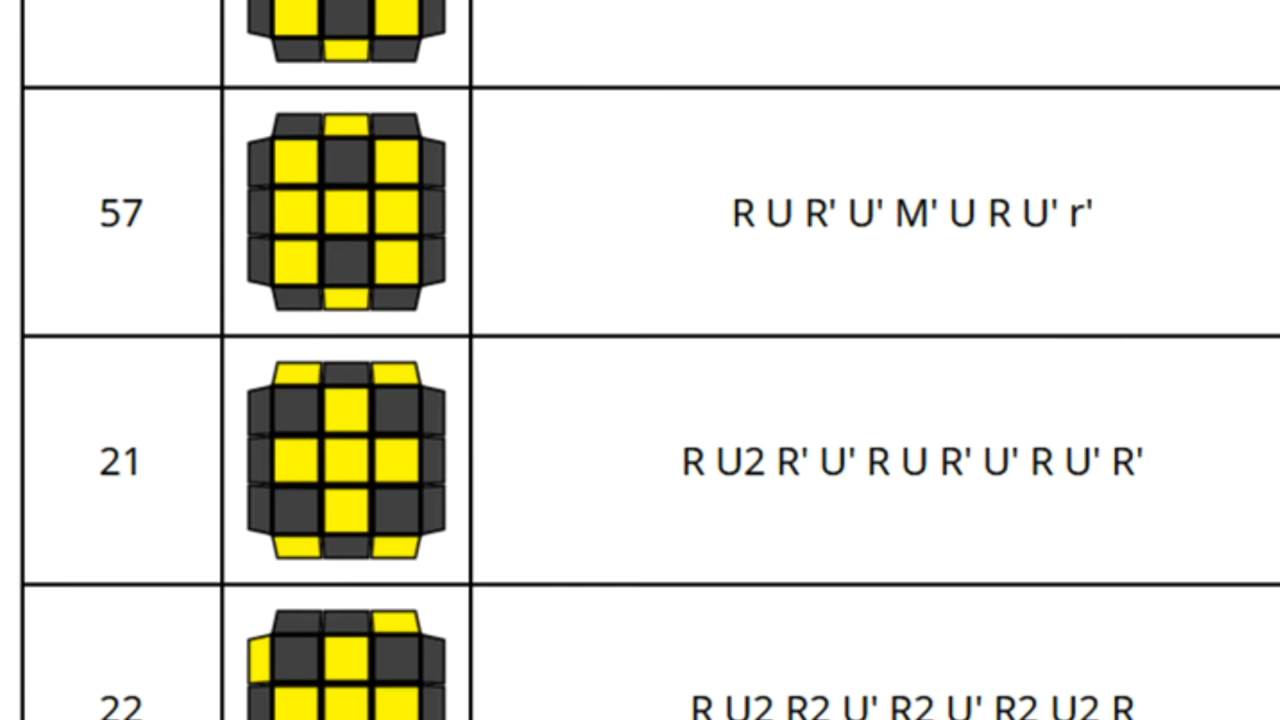 57
R U R' U' M' U R U' r'
21
R U2 R' U' R U R' U' R U' R'
22
R U2 R2 U' R2 U' R2 U2 R